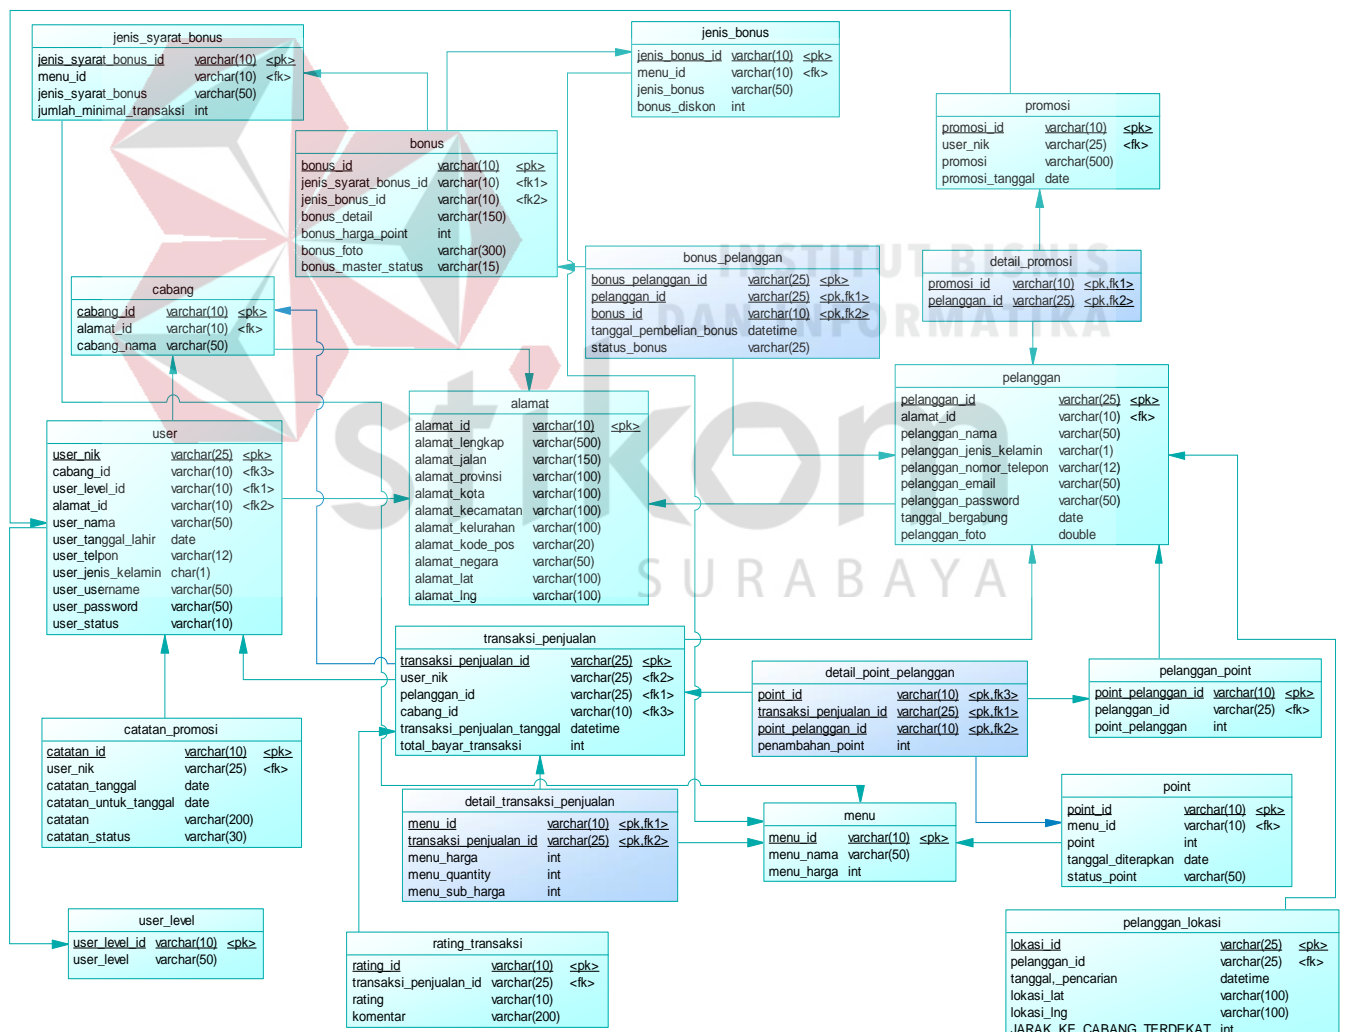 jenis_syarat_bonus
jenis_syarat_bonus_id varchar(10) <pk>
menu_id varchar(10) <fk>
jenis_syarat_bonus varchar(50)
jumlah_minimal_transaksi int
jenis_bonus
jenis_bonus_id varchar(10) <pk>
menu_id varchar(10) <fk>
jenis_bonus varchar(50)
bonus_diskon int
promosi
promosi_id varchar(10) <pk>
user_nik varchar(25) <fk>
promosi varchar(500)
promosi_tanggal date
bonus
bonus_id varchar(10) <pk>
jenis_syarat_bonus_id varchar(10) <fk1>
jenis_bonus_id varchar(10) <fk2>
bonus_detail varchar(150)
bonus_harga_point int
bonus_foto varchar(300)
bonus_master_status varchar(15)
INSTITUT BISNIS
DAN INFORMATIKA
stikom
SURABAYA
bonus_pelanggan
bonus_pelanggan_id varchar(25) <pk>
pelanggan_id varchar(25) <pk,fk1>
bonus_id varchar(10) <pk,fk2>
tanggal_pembelian_bonus datetime
status_bonus varchar(25)
detail_promosi
promosi_id varchar(10) <pk,fk1>
pelanggan_id varchar(25) <pk,fk2>
cabang
cabang_id varchar(10) <pk>
alamat_id varchar(10) <fk>
cabang_nama varchar(50)
alamat
alamat_id varchar(10) <pk>
alamat_lengkap varchar(500)
alamat_jalan varchar(150)
alamat_provinsi varchar(100)
alamat_kota varchar(100)
alamat_kecamatan varchar(100)
alamat_kelurahan varchar(100)
alamat_kode_pos varchar(20)
alamat_negara varchar(50)
alamat_lat varchar(100)
alamat_lng varchar(100)
pelanggan
pelanggan_id varchar(25) <pk>
alamat_id varchar(10) <fk>
pelanggan_nama varchar(50)
pelanggan_jenis_kelamin varchar(1)
pelanggan_nomor_telepon varchar(12)
pelanggan_email varchar(50)
pelanggan_password varchar(50)
tanggal_bergabung date
pelanggan_foto double
user
user_nik varchar(25) <pk>
cabang_id varchar(10) <fk3>
user_level_id varchar(10) <fk1>
alamat_id varchar(10) <fk2>
user_nama varchar(50)
user_tanggal_lahir date
user_telpon varchar(12)
user_jenis_kelamin char(1)
user_username varchar(50)
user_password varchar(50)
user_status varchar(10)
transaksi_penjualan
transaksi_penjualan_id varchar(25) <pk>
user_nik varchar(25) <fk2>
pelanggan_id varchar(25) <fk1>
cabang_id varchar(10) <fk3>
transaksi_penjualan_tanggal datetime
total_bayar_transaksi int
detail_point_pelanggan
point_id varchar(10) <pk,fk3>
transaksi_penjualan_id varchar(25) <pk,fk1>
point_pelanggan_id varchar(10) <pk,fk2>
penambahan_point int
pelanggan_point
point_pelanggan_id varchar(10) <pk>
pelanggan_id varchar(25) <fk>
point_pelanggan int
catatan_promosi
catatan_id varchar(10) <pk>
user_nik varchar(25) <fk>
catatan_tanggal date
catatan_untuk_tanggal date
catatan varchar(200)
catatan_status varchar(30)
detail_transaksi_penjualan
menu_id varchar(10) <pk,fk1>
transaksi_penjualan_id varchar(25) <pk,fk2>
menu_harga int
menu_quantity int
menu_sub_harga int
menu
menu_id varchar(10) <pk>
menu_nama varchar(50)
menu_harga int
point
point_id varchar(10) <pk>
menu_id varchar(10) <fk>
point int
tanggal_diterapkan date
status_point varchar(50)
user_level
user_level_id varchar(10) <pk>
user_level varchar(50)
rating_transaksi
rating_id varchar(10) <pk>
transaksi_penjualan_id varchar(25) <fk>
rating varchar(10)
komentar varchar(200)
pelanggan_lokasi
lokasi_id varchar(25) <pk>
pelanggan_id varchar(25) <fk>
tanggal,_pencarian datetime
lokasi_lat varchar(100)
lokasi_lng varchar(100)
JARAK_KE_CABANG_TERDEKAT int